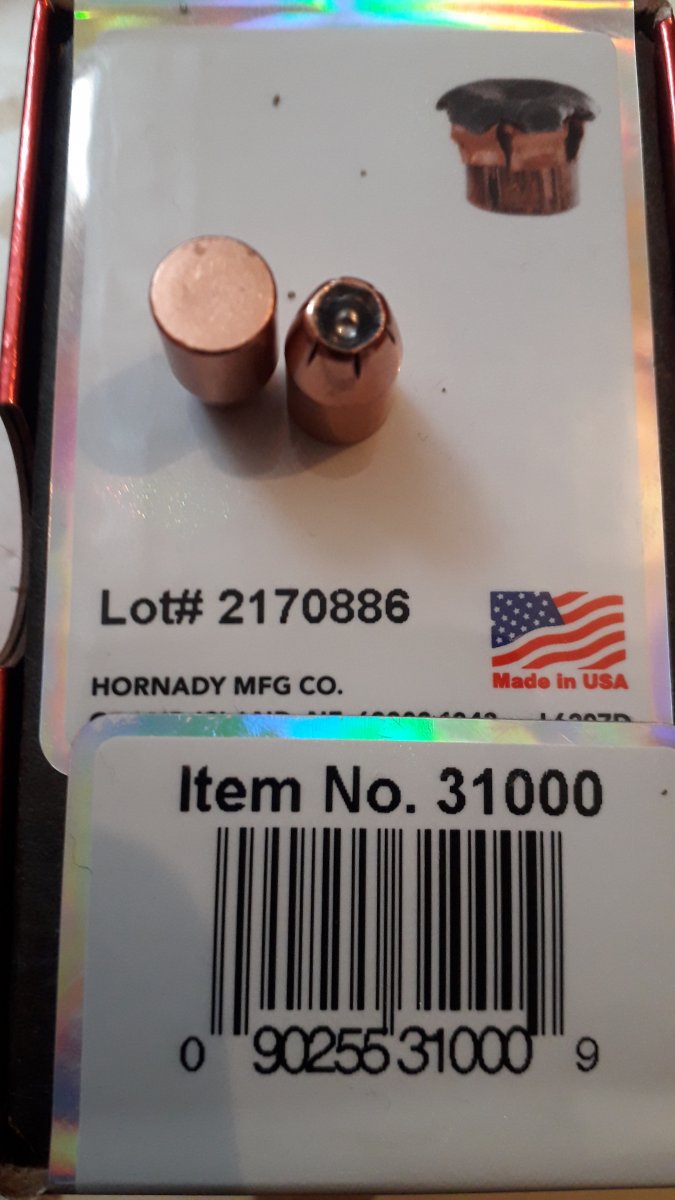 Lot# 2170886
Made in USA
HORNADY MFG CO.
Item No. 31000
0 90255 31000 9